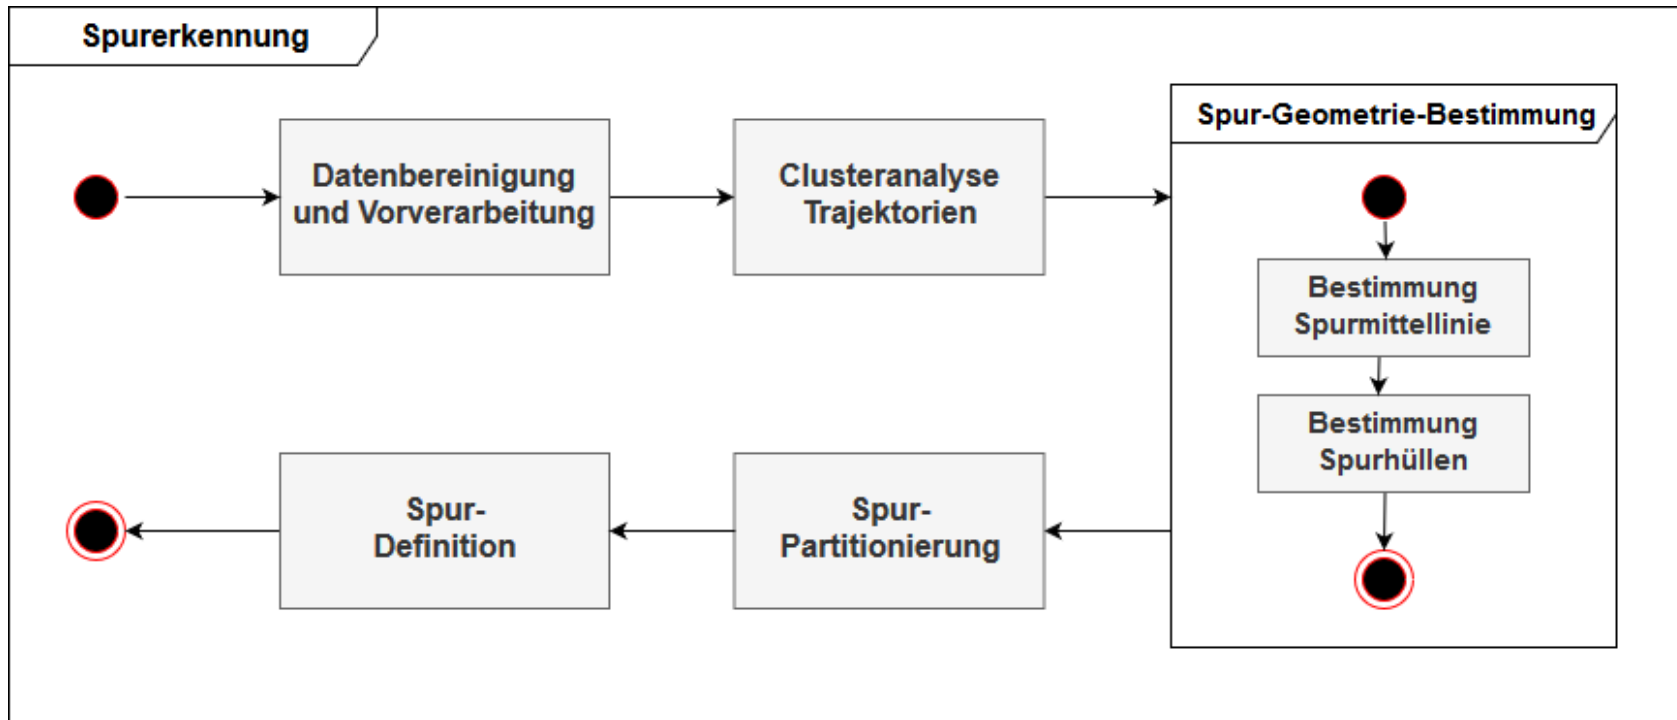 Spurerkennung
Datenbereinigung
und Vorverarbeitung
Clusteranalyse
Trajektorien
Spur-Geometrie-Bestimmung
Bestimmung
Spurmittellinie
Bestimmung
Spurhüllen
Spur-
Partitionierung
Spur-
Definition